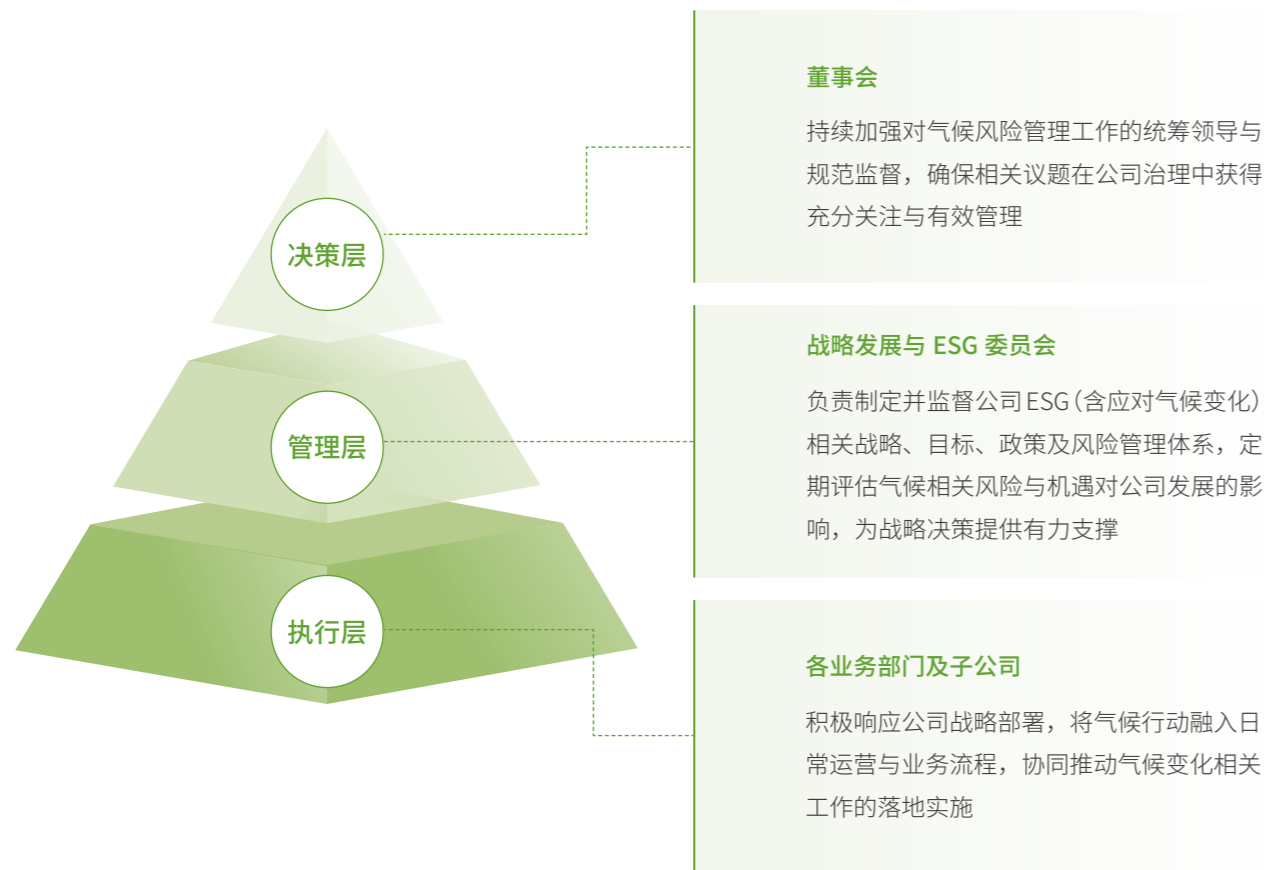 决策层
董事会
持续加强对气候风险管理工作的统筹领导与
规范监督，确保相关议题在公司治理中获得
充分关注与有效管理
管理层
战略发展与 ESG 委员会
负责制定并监督公司 ESG（含应对气候变化）
相关战略、目标、政策及风险管理体系，定
期评估气候相关风险与机遇对公司发展的影
响，为战略决策提供有力支撑
执行层
各业务部门及子公司
积极响应公司战略部署，将气候行动融入日
常运营与业务流程，协同推动气候变化相关
工作的落地实施